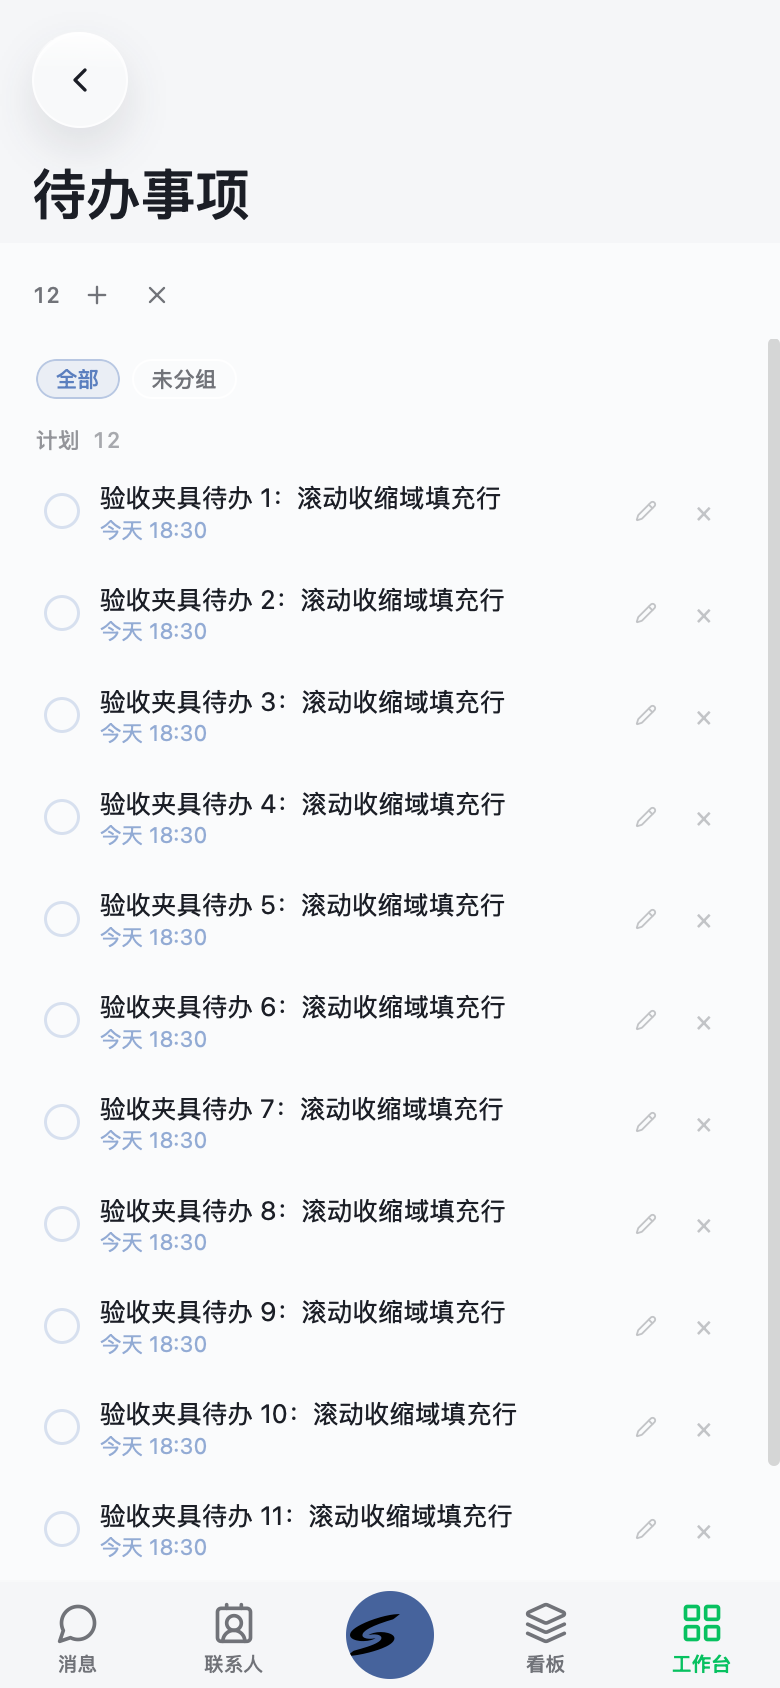 待办事项
12
全部 未分组
计划 12
验收夹具待办 1：滚动收缩域填充行
今天 18:30
验收夹具待办 2：滚动收缩域填充行
今天 18:30
验收夹具待办 3：滚动收缩域填充行
今天 18:30
验收夹具待办 4：滚动收缩域填充行
今天 18:30
验收夹具待办 5：滚动收缩域填充行
今天 18:30
验收夹具待办 6：滚动收缩域填充行
今天 18:30
验收夹具待办 7：滚动收缩域填充行
今天 18:30
验收夹具待办 8：滚动收缩域填充行
今天 18:30
验收夹具待办 9：滚动收缩域填充行
今天 18:30
验收夹具待办 10：滚动收缩域填充行
今天 18:30
验收夹具待办 11：滚动收缩域填充行
今天 18:30
消息 联系人 看板 工作台